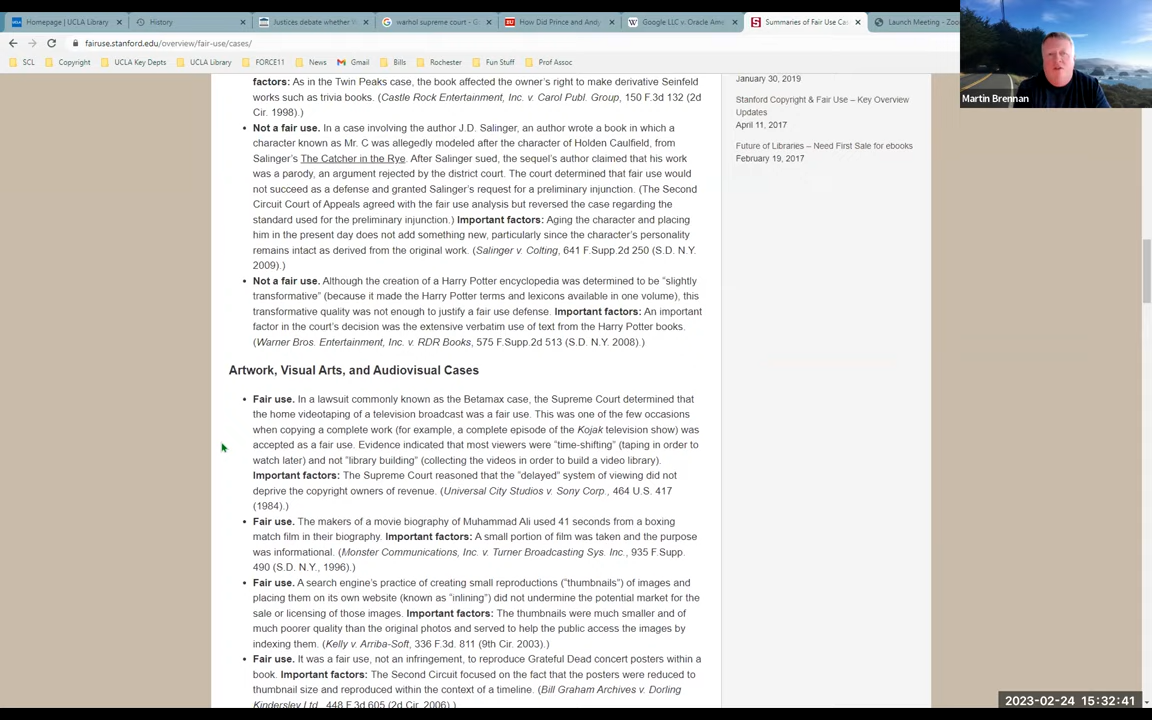 Homepage | UCLA Library
History
Justices debate whether W
warhol supreme court - G
How Did Prince and Andy
Google LLC v. Oracle Ame
Summaries of Fair Use Ca
Launch Meeting - Zoo
fairuse.stanford.edu/overview/fair-use/cases/
SCL
Copyright
UCLA Key Depts
UCLA Library
FORCE11
News
Gmail
Bills
Rochester
Fun Stuff
Prof Assoc
Martin Brennan
factors: As in the Twin Peaks case, the book affected the owner's right to make derivative Seinfeld
works such as trivia books. (Castle Rock Entertainment, Inc. v. Carol Publ. Group, 150 F.3d 132 (2d
Cir. 1998).)
• Not a fair use. In a case involving the author J.D. Salinger, an author wrote a book in which a
character known as Mr. C was allegedly modeled after the character of Holden Caulfield, from
Salinger's The Catcher in the Rye. After Salinger sued, the sequel's author claimed that his work
was a parody, an argument rejected by the district court. The court determined that fair use would
not succeed as a defense and granted Salinger's request for a preliminary injunction. (The Second
Circuit Court of Appeals agreed with the fair use analysis but reversed the case regarding the
standard used for the preliminary injunction.) Important factors: Aging the character and placing
him in the present day does not add something new, particularly since the character's personality
remains intact as derived from the original work. (Salinger v. Colting, 641 F.Supp.2d 250 (S.D. N.Y.
2009).)
• Not a fair use. Although the creation of a Harry Potter encyclopedia was determined to be "slightly
transformative" (because it made the Harry Potter terms and lexicons available in one volume), this
transformative quality was not enough to justify a fair use defense. Important factors: An important
factor in the court's decision was the extensive verbatim use of text from the Harry Potter books.
(Warner Bros. Entertainment, Inc. v. RDR Books, 575 F.Supp.2d 513 (S.D. N.Y. 2008).)
Artwork, Visual Arts, and Audiovisual Cases
• Fair use. In a lawsuit commonly known as the Betamax case, the Supreme Court determined that
the home videotaping of a television broadcast was a fair use. This was one of the few occasions
when copying a complete work (for example, a complete episode of the Kojak television show) was
accepted as a fair use. Evidence indicated that most viewers were "time-shifting" (taping in order to
watch later) and not "library building" (collecting the videos in order to build a video library).
Important factors: The Supreme Court reasoned that the "delayed" system of viewing did not
deprive the copyright owners of revenue. (Universal City Studios v. Sony Corp., 464 U.S. 417
(1984).)
• Fair use. The makers of a movie biography of Muhammad Ali used 41 seconds from a boxing
match film in their biography. Important factors: A small portion of film was taken and the purpose
was informational. (Monster Communications, Inc. v. Turner Broadcasting Sys. Inc., 935 F.Supp.
490 (S.D. N.Y., 1996).)
• Fair use. A search engine's practice of creating small reproductions ("thumbnails") of images and
placing them on its own website (known as "inlining") did not undermine the potential market for the
sale or licensing of those images. Important factors: The thumbnails were much smaller and of
much poorer quality than the original photos and served to help the public access the images by
indexing them. (Kelly v. Arriba-Soft, 336 F.3d. 811 (9th Cir. 2003).)
• Fair use. It was a fair use, not an infringement, to reproduce Grateful Dead concert posters within a
book. Important factors: The Second Circuit focused on the fact that the posters were reduced to
thumbnail size and reproduced within the context of a timeline. (Bill Graham Archives v. Dorling
Kindersley Ltd., 448 F.3d 605 (2d Cir. 2006).)
January 30, 2019
Stanford Copyright & Fair Use – Key Overview
Updates
April 11, 2017
Future of Libraries – Need First Sale for ebooks
February 19, 2017
2023-02-24 15:32:41